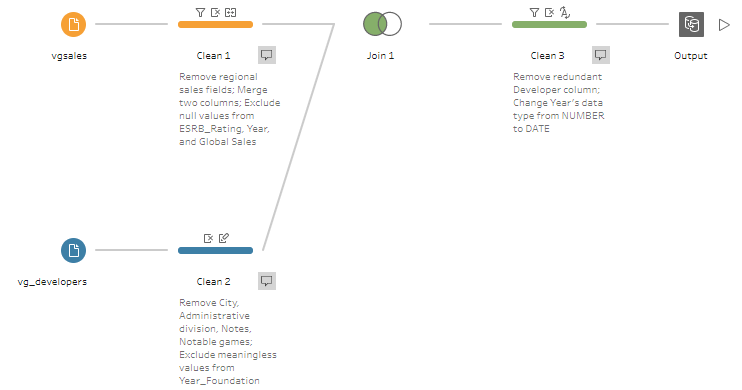 vgsales
Clean 1
Join 1
Clean 3
Output
Remove regional
sales fields; Merge
two columns; Exclude
null values from
ESRB_Rating, Year,
and Global Sales
Remove redundant
Developer column;
Change Year's data
type from NUMBER
to DATE
vg_developers
Clean 2
Remove City,
Administrative
division, Notes,
Notable games;
Exclude meaningless
values from
Year_Foundation